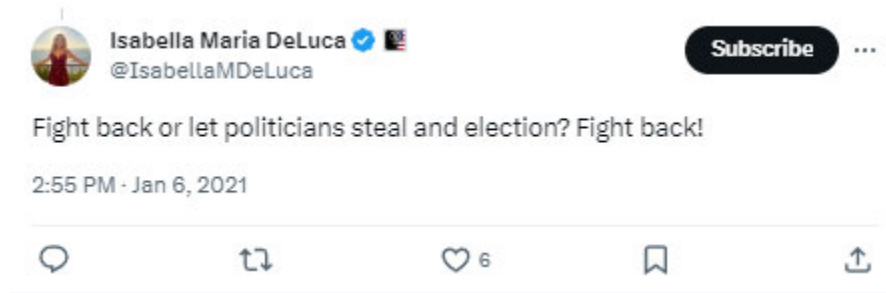 Isabella Maria DeLuca
Subscribe
@IsabellaMDeLuca
Fight back or let politicians steal and election? Fight back!
2:55 PM · Jan 6, 2021
6